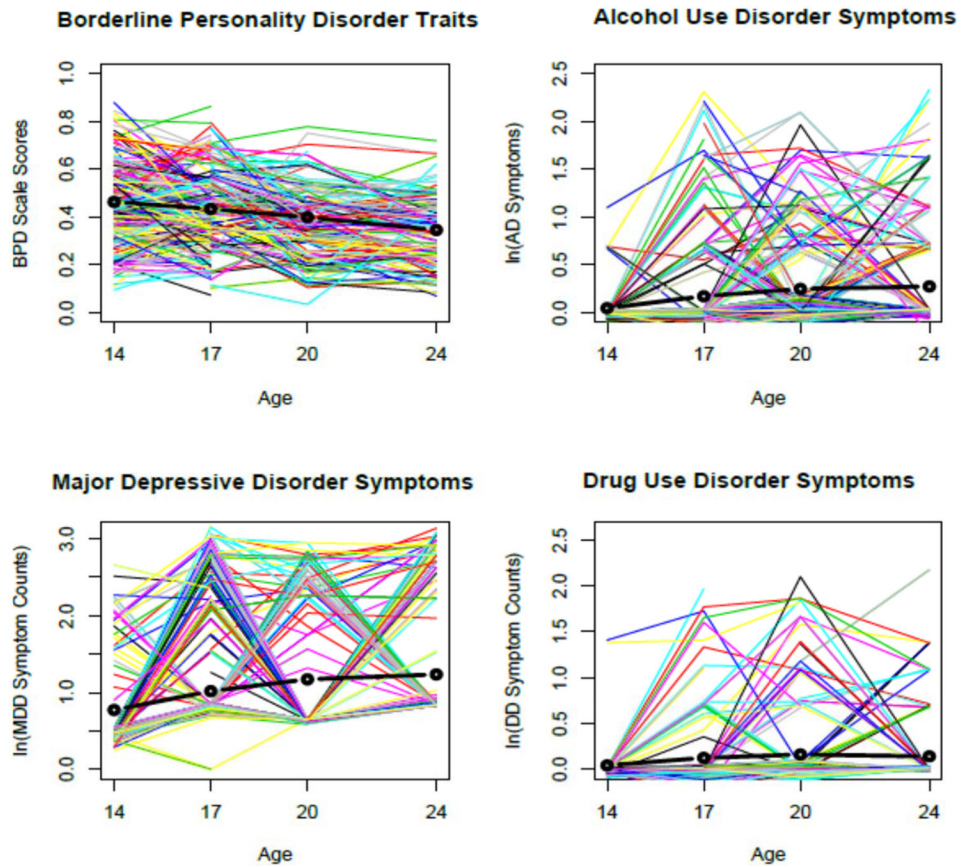 Borderline Personality Disorder Traits
BPD Scale Scores
1.0
0.8
0.6
0.4
0.2
0.0
14 17 20 24
Age
Alcohol Use Disorder Symptoms
ln(AD Symptoms)
2.5
2.0
1.5
1.0
0.5
0.0
14 17 20 24
Age
Major Depressive Disorder Symptoms
ln(MDD Symptom Counts)
3.0
2.0
1.0
0.0
14 17 20 24
Age
Drug Use Disorder Symptoms
ln(DD Symptom Counts)
2.5
2.0
1.5
1.0
0.5
0.0
14 17 20 24
Age